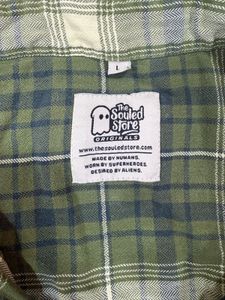 L
The
Souled
Store
ORIGINALS
www.thesouledstore.com
MADE BY HUMANS.
WORN BY SUPERHEROES.
DESIRED BY ALIENS.